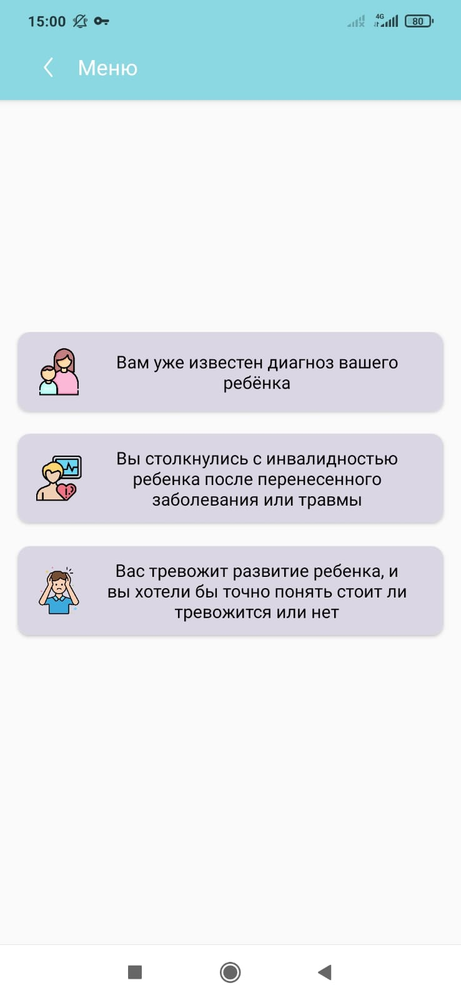 15:00
4G
80
Меню
Вам уже известен диагноз вашего
ребёнка
Вы столкнулись с инвалидностью
ребенка после перенесенного
заболевания или травмы
Вас тревожит развитие ребенка, и
вы хотели бы точно понять стоит ли
тревожится или нет